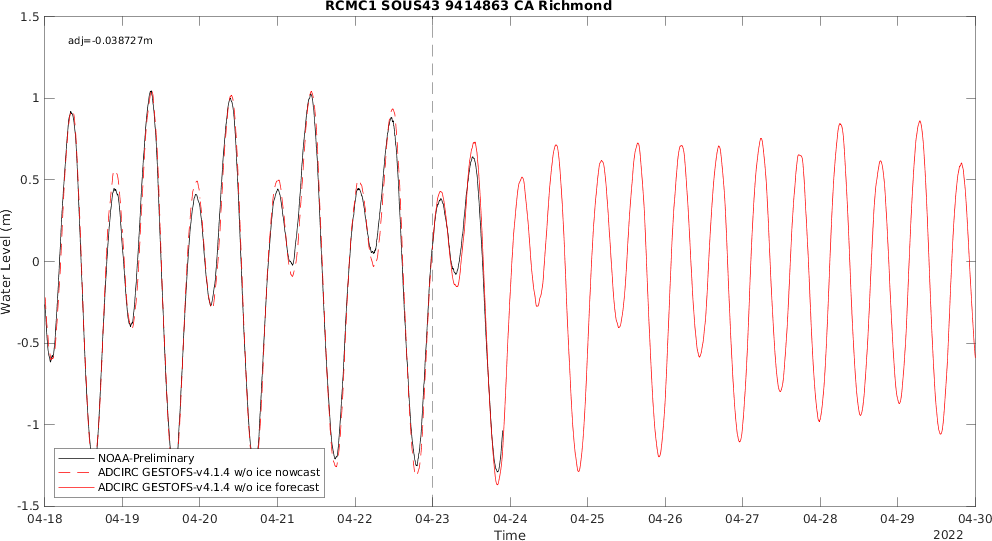 RCMC1 SOUS43 9414863 CA Richmond
adj=-0.038727m
Water Level (m)
1.5
1
0.5
0
-0.5
-1
-1.5
NOAA-Preliminary
ADCIRC GESTOFS-v4.1.4 w/o ice nowcast
ADCIRC GESTOFS-v4.1.4 w/o ice forecast
04-18 04-19 04-20 04-21 04-22 04-23 04-24 04-25 04-26 04-27 04-28 04-29 04-30
Time
2022